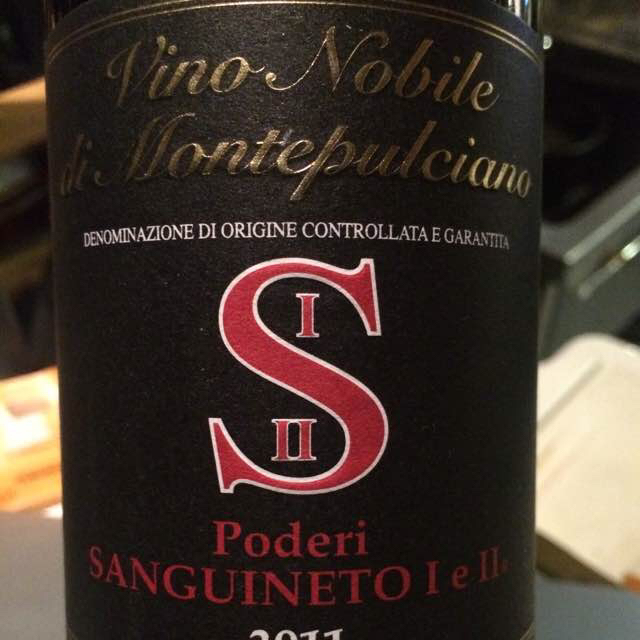 Vino Nobile
di Montepulciano
DENOMINAZIONE DI ORIGINE CONTROLLATA E GARANTITA
S
I
II
Poderi
SANGUINETO I e II
2011